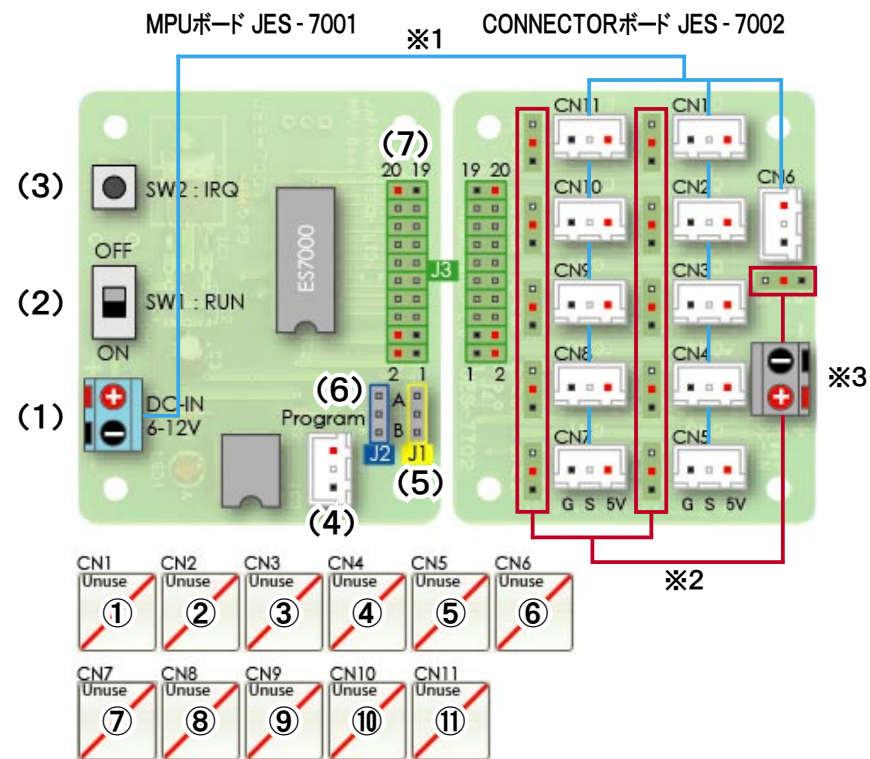 MPUボード JES - 7001
※1
CONNECTORボード JES - 7002
(7)
20 19
(3)
SW2 : IRQ
OFF
(2)
SW1 : RUN
ON
ES7000
J3
(1)
DC-IN
6-12V
(6)
Program
2 1
A
B
J2
J1
(5)
(4)
19 20
1 2
CN11
CN1
CN10
CN2
CN6
CN9
CN3
CN8
CN4
CN7
CN5
G S 5V
G S 5V
※3
※2
CN1 CN2 CN3 CN4 CN5 CN6
Unuse Unuse Unuse Unuse Unuse Unuse
① ② ③ ④ ⑤ ⑥
CN7 CN8 CN9 CN10 CN11
Unuse Unuse Unuse Unuse Unuse
⑦ ⑧ ⑨ ⑩ ⑪